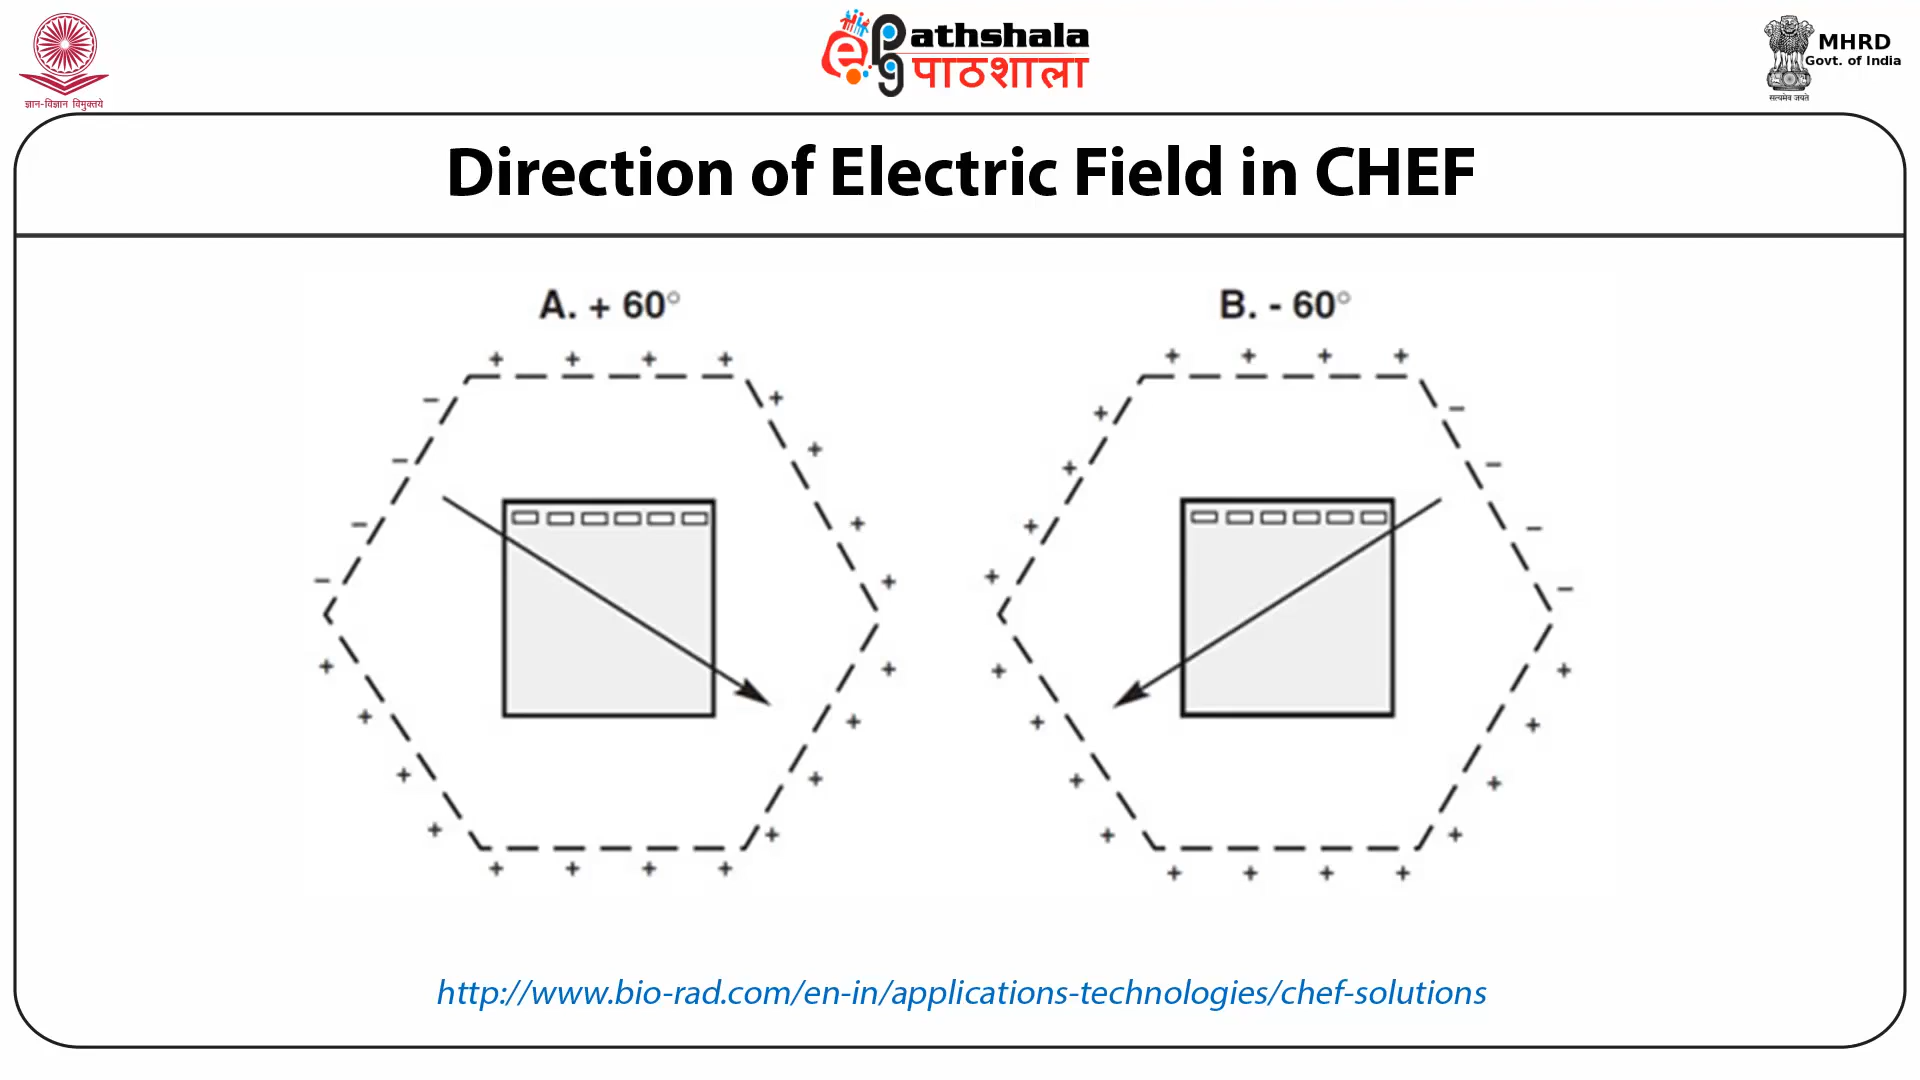 ज्ञान-विज्ञान विमुक्तये
ePathshala
पाठशाला
MHRD
Govt. of India
सत्यमेव जयते
Direction of Electric Field in CHEF
A. + 60°
B. - 60°
http://www.bio-rad.com/en-in/applications-technologies/chef-solutions